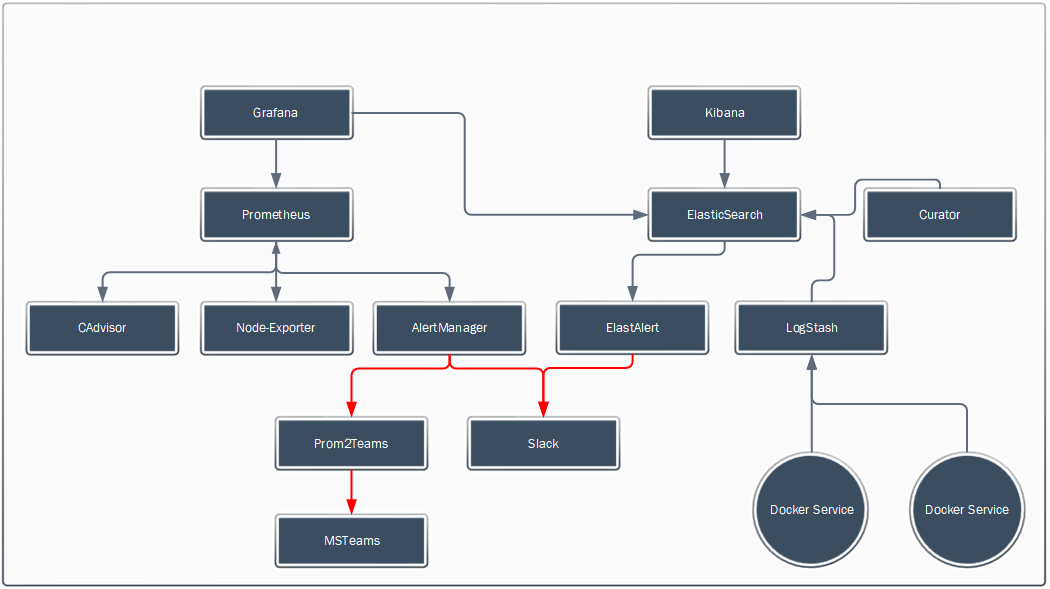 Grafana
Kibana
Prometheus
ElasticSearch
Curator
CAdvisor
Node-Exporter
AlertManager
ElastAlert
LogStash
Prom2Teams
Slack
Docker Service
Docker Service
MSTeams